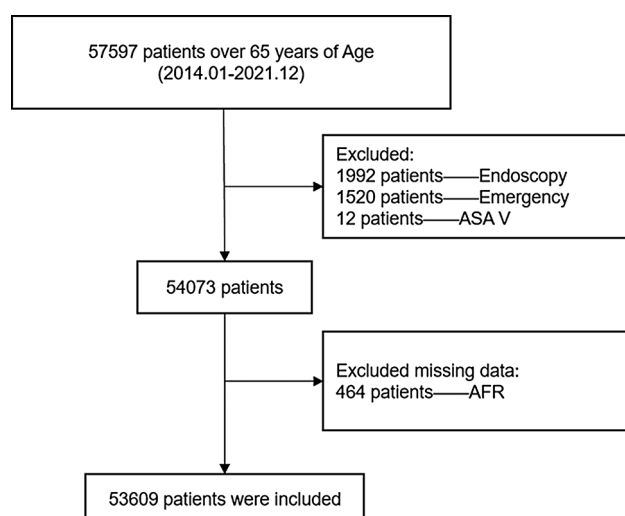 57597 patients over 65 years of Age
(2014.01-2021.12)
Excluded:
1992 patients——Endoscopy
1520 patients——Emergency
12 patients——ASA V
54073 patients
Excluded missing data:
464 patients——AFR
53609 patients were included